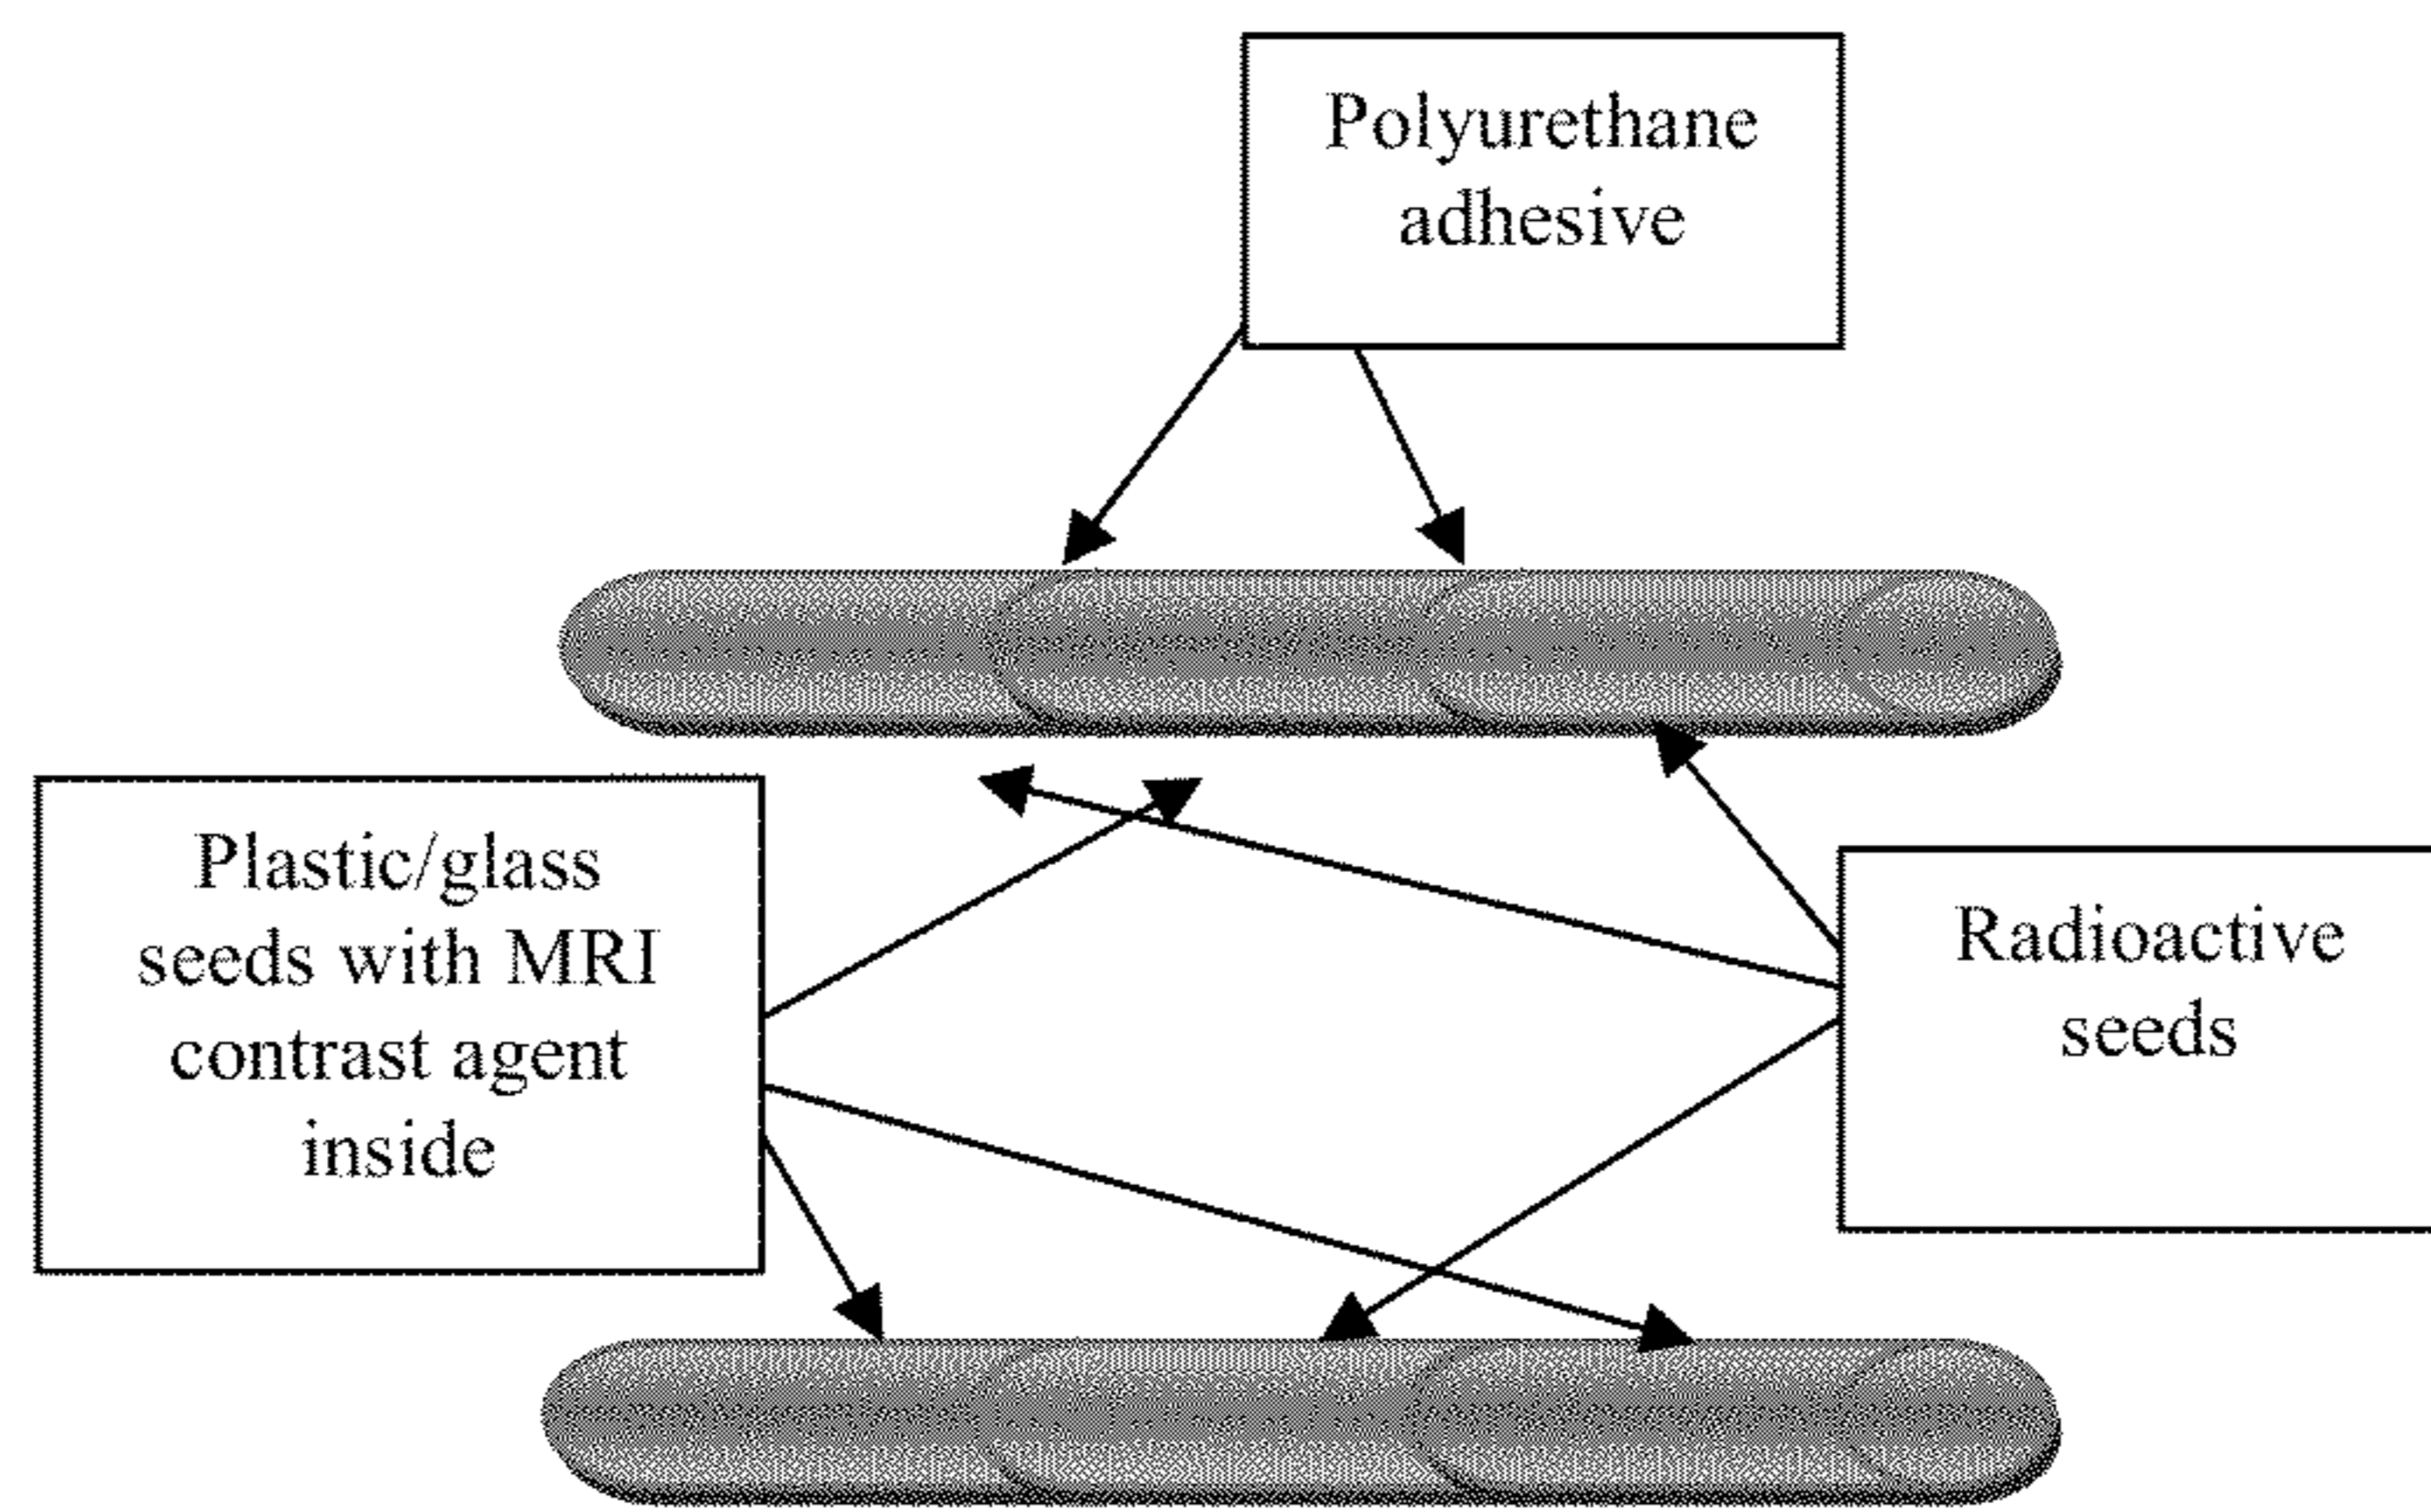 Polyurethane
adhesive
Plastic/glass
seeds with MRI
contrast agent
inside
Radioactive
seeds